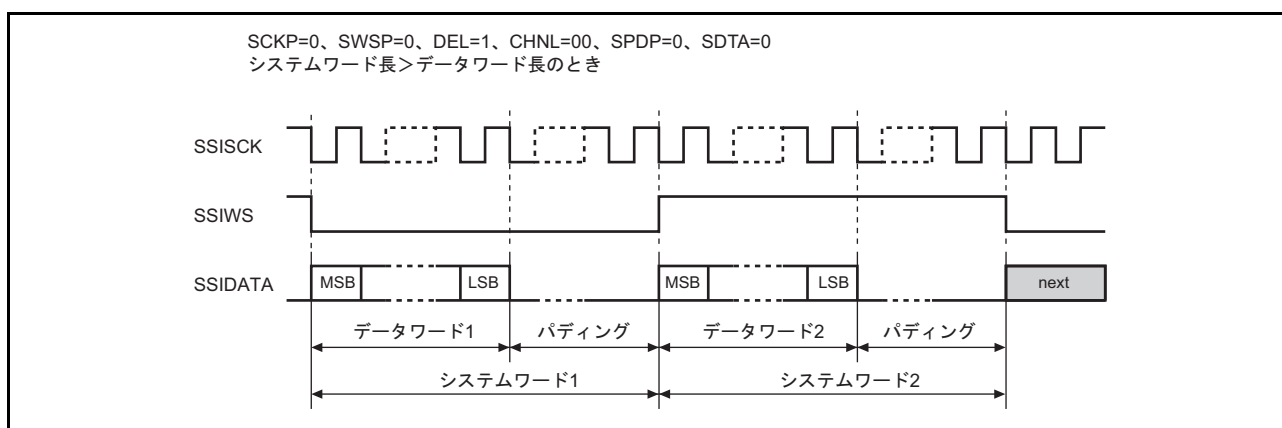 SCKP=0、SWSP=0、DEL=1、CHNL=00、SPDP=0、SDTA=0
システムワード長＞データワード長のとき
SSISCK
SSIWS
SSIDATA
MSB
LSB
MSB
LSB
next
データワード1
パディング
データワード2
パディング
システムワード1
システムワード2